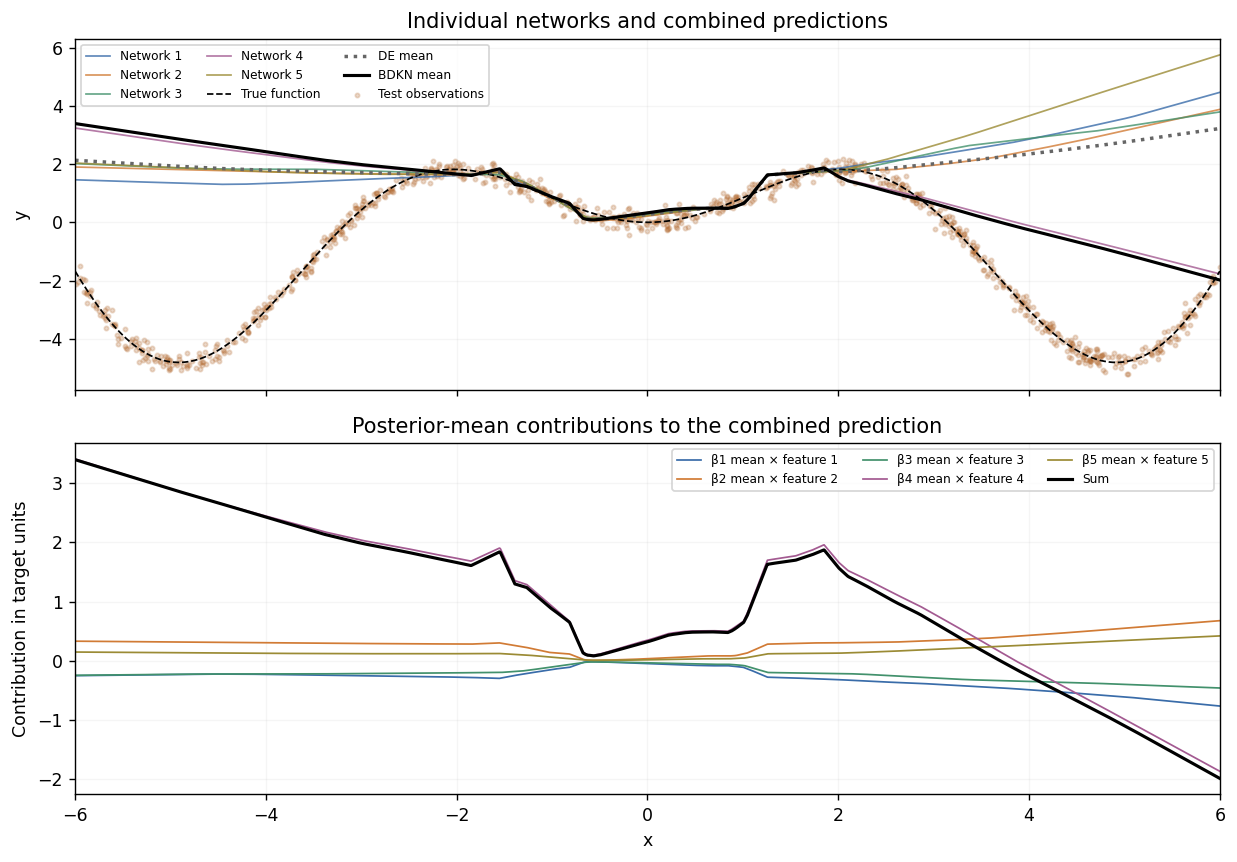 Individual networks and combined predictions
Network 1
Network 2
Network 3
Network 4
Network 5
True function
DE mean
BDKN mean
Test observations
6
4
2
0
−2
−4
y
Posterior-mean contributions to the combined prediction
β1 mean × feature 1
β2 mean × feature 2
β3 mean × feature 3
β4 mean × feature 4
β5 mean × feature 5
Sum
3
2
1
0
−1
−2
Contribution in target units
−6 −4 −2 0 2 4 6
x